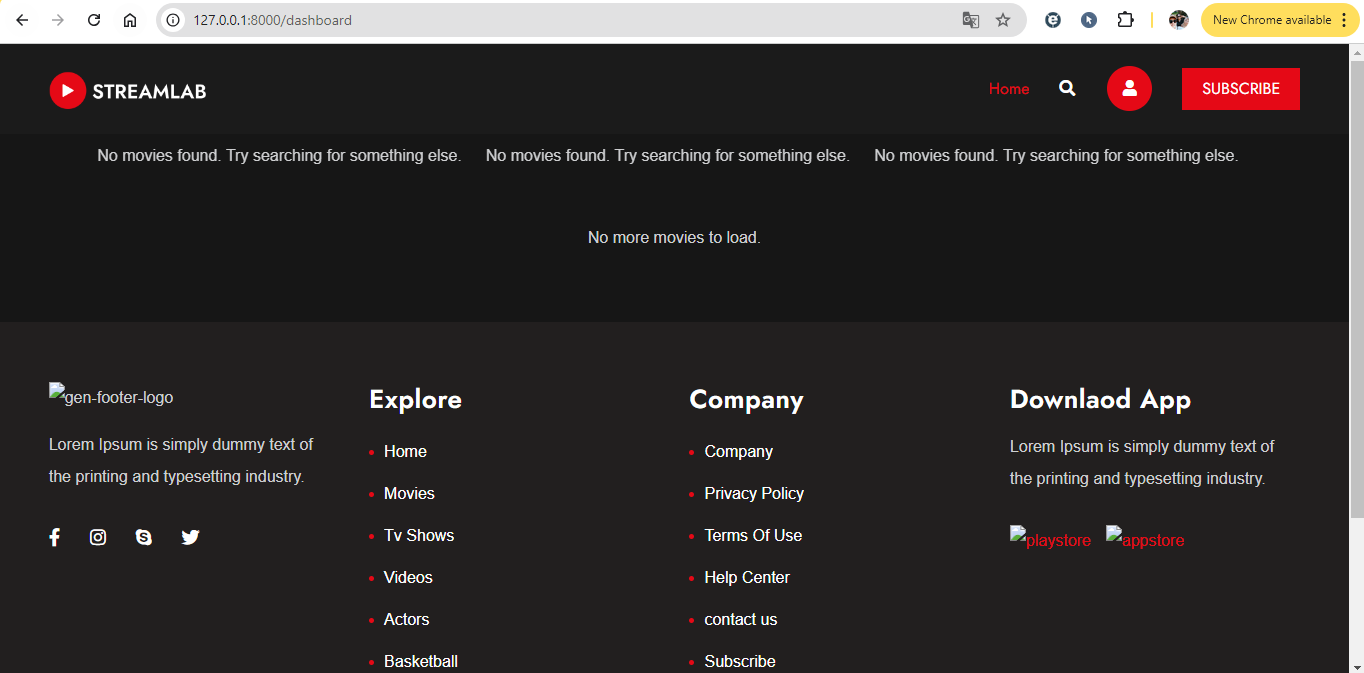 127.0.0.1:8000/dashboard
New Chrome available
STREAMLAB
Home
SUBSCRIBE
No movies found. Try searching for something else.
No movies found. Try searching for something else.
No movies found. Try searching for something else.
No more movies to load.
gen-footer-logo
Lorem Ipsum is simply dummy text of
the printing and typesetting industry.
Explore
Home
Movies
Tv Shows
Videos
Actors
Basketball
Company
Company
Privacy Policy
Terms Of Use
Help Center
contact us
Subscribe
Downlaod App
Lorem Ipsum is simply dummy text of
the printing and typesetting industry.
playstore
appstore